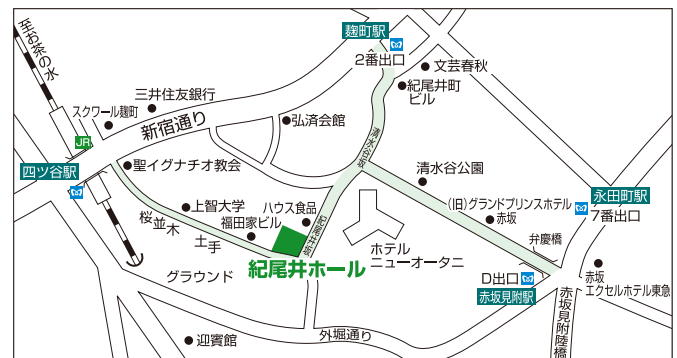 至お茶の水
麹町駅
2番出口
文芸春秋
三井住友銀行
スクワール麹町
紀尾井町
ビル
新宿通り
弘済会館
清水谷坂
JR
四ツ谷駅
聖イグナチオ教会
清水谷公園
永田町駅
7番出口
上智大学
ハウス食品
(旧)グランドプリンスホテル
赤坂
福田家ビル
桜並木
土手
紀尾井坂
弁慶橋
ホテル
ニューオータニ
紀尾井ホール
グラウンド
D出口
赤坂見附駅
赤坂
エクセルホテル東急
赤坂見附陸橋
外堀通り
迎賓館